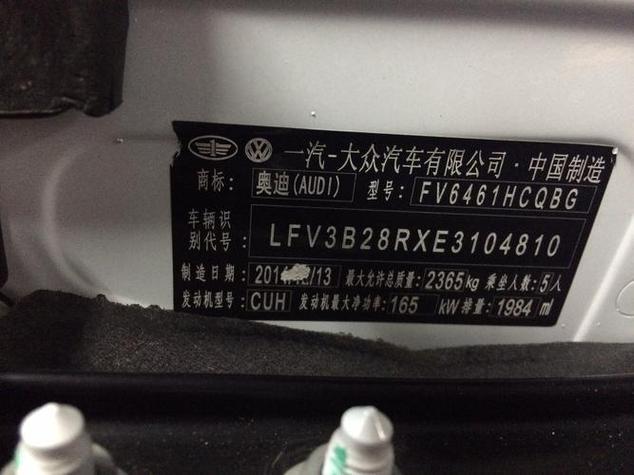 一汽-大众汽车有限公司·中国制造
商标: 奥迪(AUDI) 型号: FV6461HCQBG
车辆识别代号: LFV3B28RXE3104810
制造日期: 201 /13 最大允许总质量: 2365kg 乘坐人数: 5人
发动机型号: CUH 发动机最大净功率: 165 kW 排量: 1984 ml